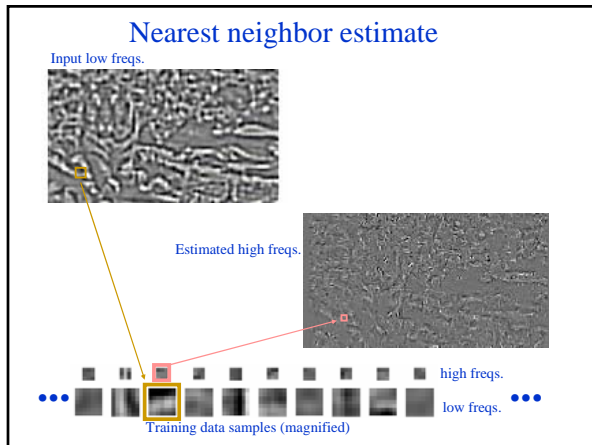 Nearest neighbor estimate
Input low freqs.
Estimated high freqs.
high freqs.
••• low freqs. •••
Training data samples (magnified)